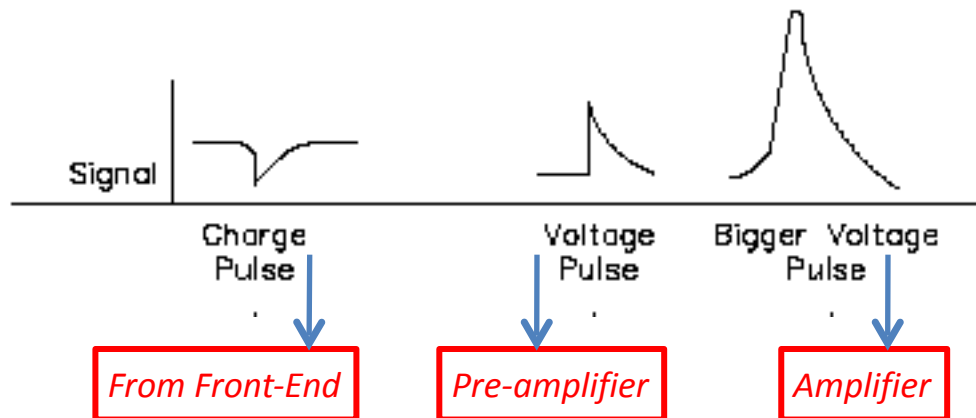 Signal
Charge
Pulse
Voltage
Pulse
Bigger Voltage
Pulse
From Front-End
Pre-amplifier
Amplifier